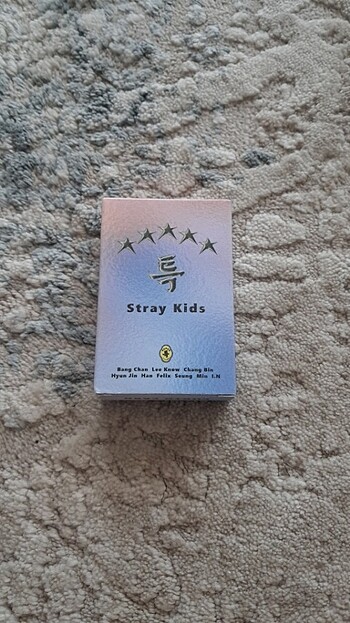 특
Stray Kids
Bang Chan Lee Know Chang Bin
Hyun Jin Han Felix Seung Min I.N